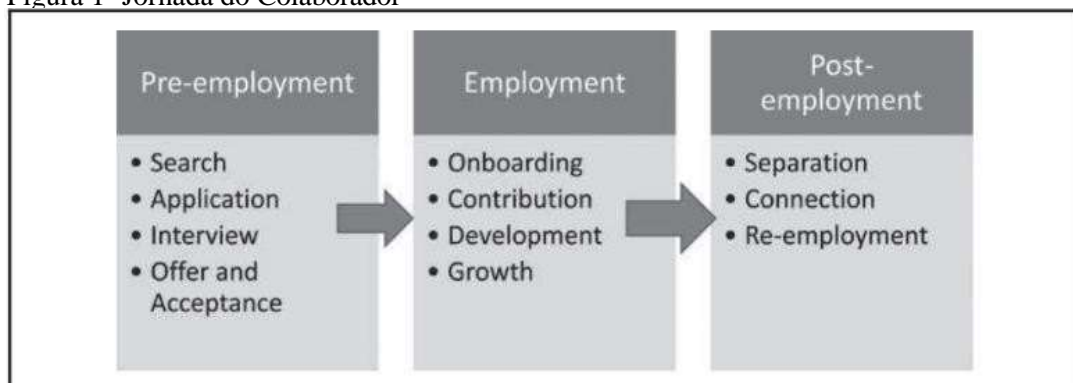 Figura 1- Jornada do Colaborador
Pre-employment
• Search
• Application
• Interview
• Offer and
Acceptance
Employment
• Onboarding
• Contribution
• Development
• Growth
Post-
employment
• Separation
• Connection
• Re-employment